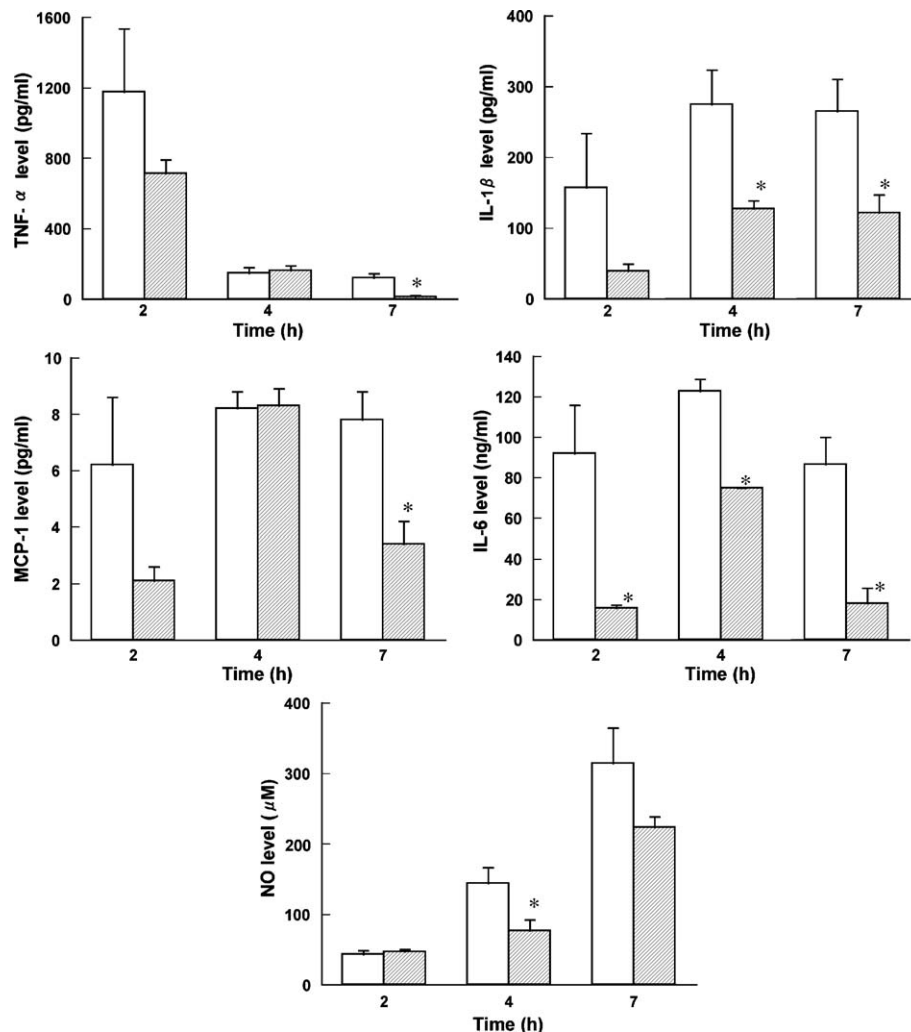 TNF- α level (pg/ml)
1600
1200
800
400
0
*
2 4 7
Time (h)
IL-1β level (pg/ml)
400
300
200
100
0
* *
2 4 7
Time (h)
MCP-1 level (pg/ml)
10
8
6
4
2
0
*
2 4 7
Time (h)
IL-6 level (ng/ml)
140
120
100
80
60
40
20
0
* * *
2 4 7
Time (h)
NO level ( μM)
400
300
200
100
0
*
2 4 7
Time (h)